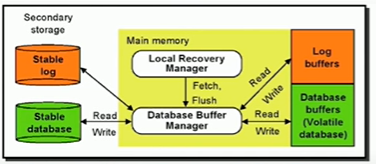 Secondary
storage
Main memory
Stable
log
Local Recovery
Manager
Log
buffers
Fetch,
Flush
Read
Write
Stable
database
Read
Write
Database Buffer
Manager
Read
Write
Database
buffers
(Volatile
database)